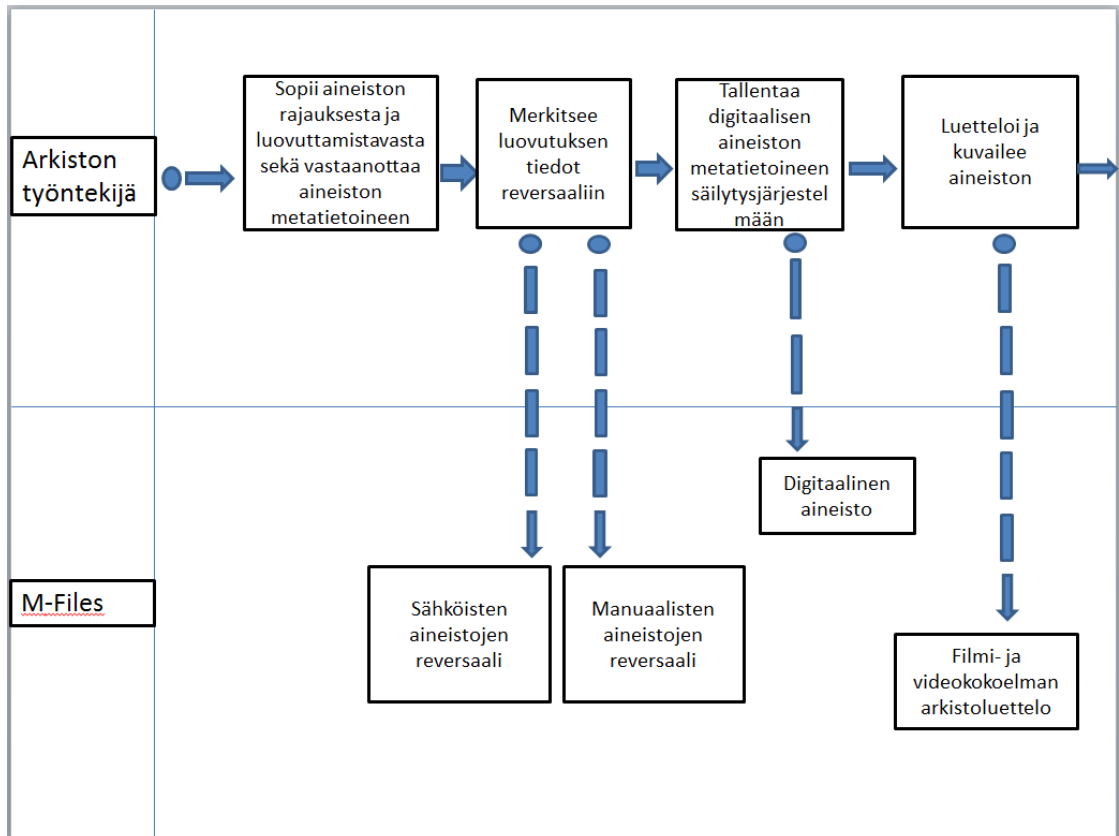 Arkiston
työntekijä
Sopii aineiston
rajauksesta ja
luovuttamistavasta
sekä vastaanottaa
aineiston
metatietoineen
Merkitsee
luovutuksen
tiedot
reversaaliin
Tallentaa
digitaalisen
aineiston
metatietoineen
säilytysjärjestel
mään
Luetteloi ja
kuvailee
aineiston
M-Files
Sähköisten
aineistojen
reversaali
Manuaalisten
aineistojen
reversaali
Digitaalinen
aineisto
Filmi- ja
videokokoelman
arkistoluettelo